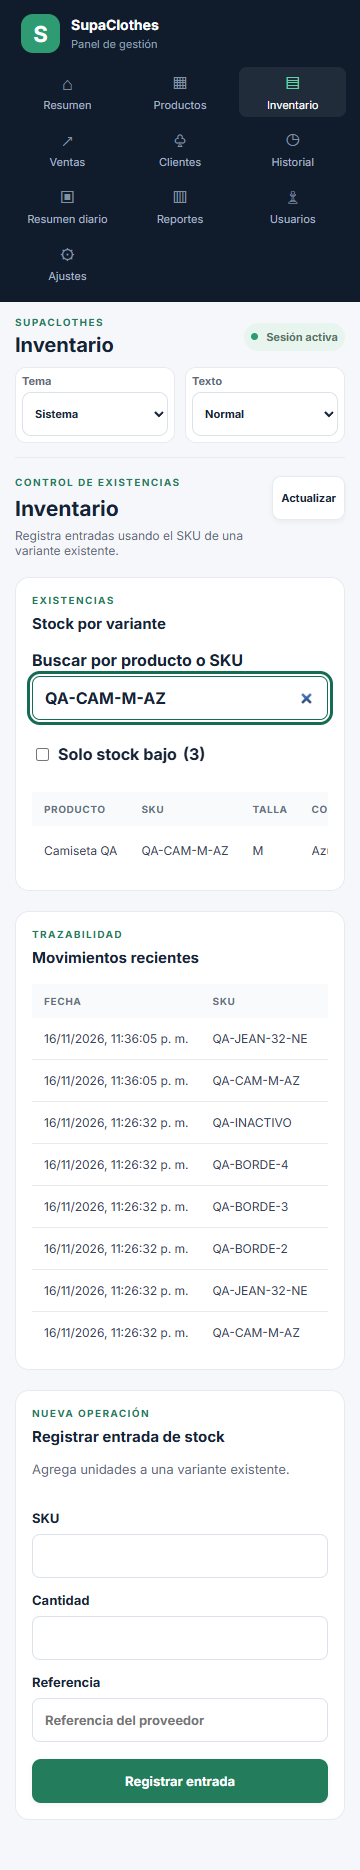 S
SupaClothes
Panel de gestión
Resumen
Productos
Inventario
Ventas
Clientes
Historial
Resumen diario
Reportes
Usuarios
Ajustes
SUPACLOTHES
Inventario
Sesión activa
Tema
Texto
Sistema
Normal
CONTROL DE EXISTENCIAS
Inventario
Actualizar
Registra entradas usando el SKU de una
variante existente.
EXISTENCIAS
Stock por variante
Buscar por producto o SKU
QA-CAM-M-AZ
Solo stock bajo (3)
PRODUCTO SKU TALLA CO
Camiseta QA QA-CAM-M-AZ M Azu
TRAZABILIDAD
Movimientos recientes
FECHA SKU
16/11/2026, 11:36:05 p. m. QA-JEAN-32-NE
16/11/2026, 11:36:05 p. m. QA-CAM-M-AZ
16/11/2026, 11:26:32 p. m. QA-INACTIVO
16/11/2026, 11:26:32 p. m. QA-BORDE-4
16/11/2026, 11:26:32 p. m. QA-BORDE-3
16/11/2026, 11:26:32 p. m. QA-BORDE-2
16/11/2026, 11:26:32 p. m. QA-JEAN-32-NE
16/11/2026, 11:26:32 p. m. QA-CAM-M-AZ
NUEVA OPERACIÓN
Registrar entrada de stock
Agrega unidades a una variante existente.
SKU
Cantidad
Referencia
Referencia del proveedor
Registrar entrada